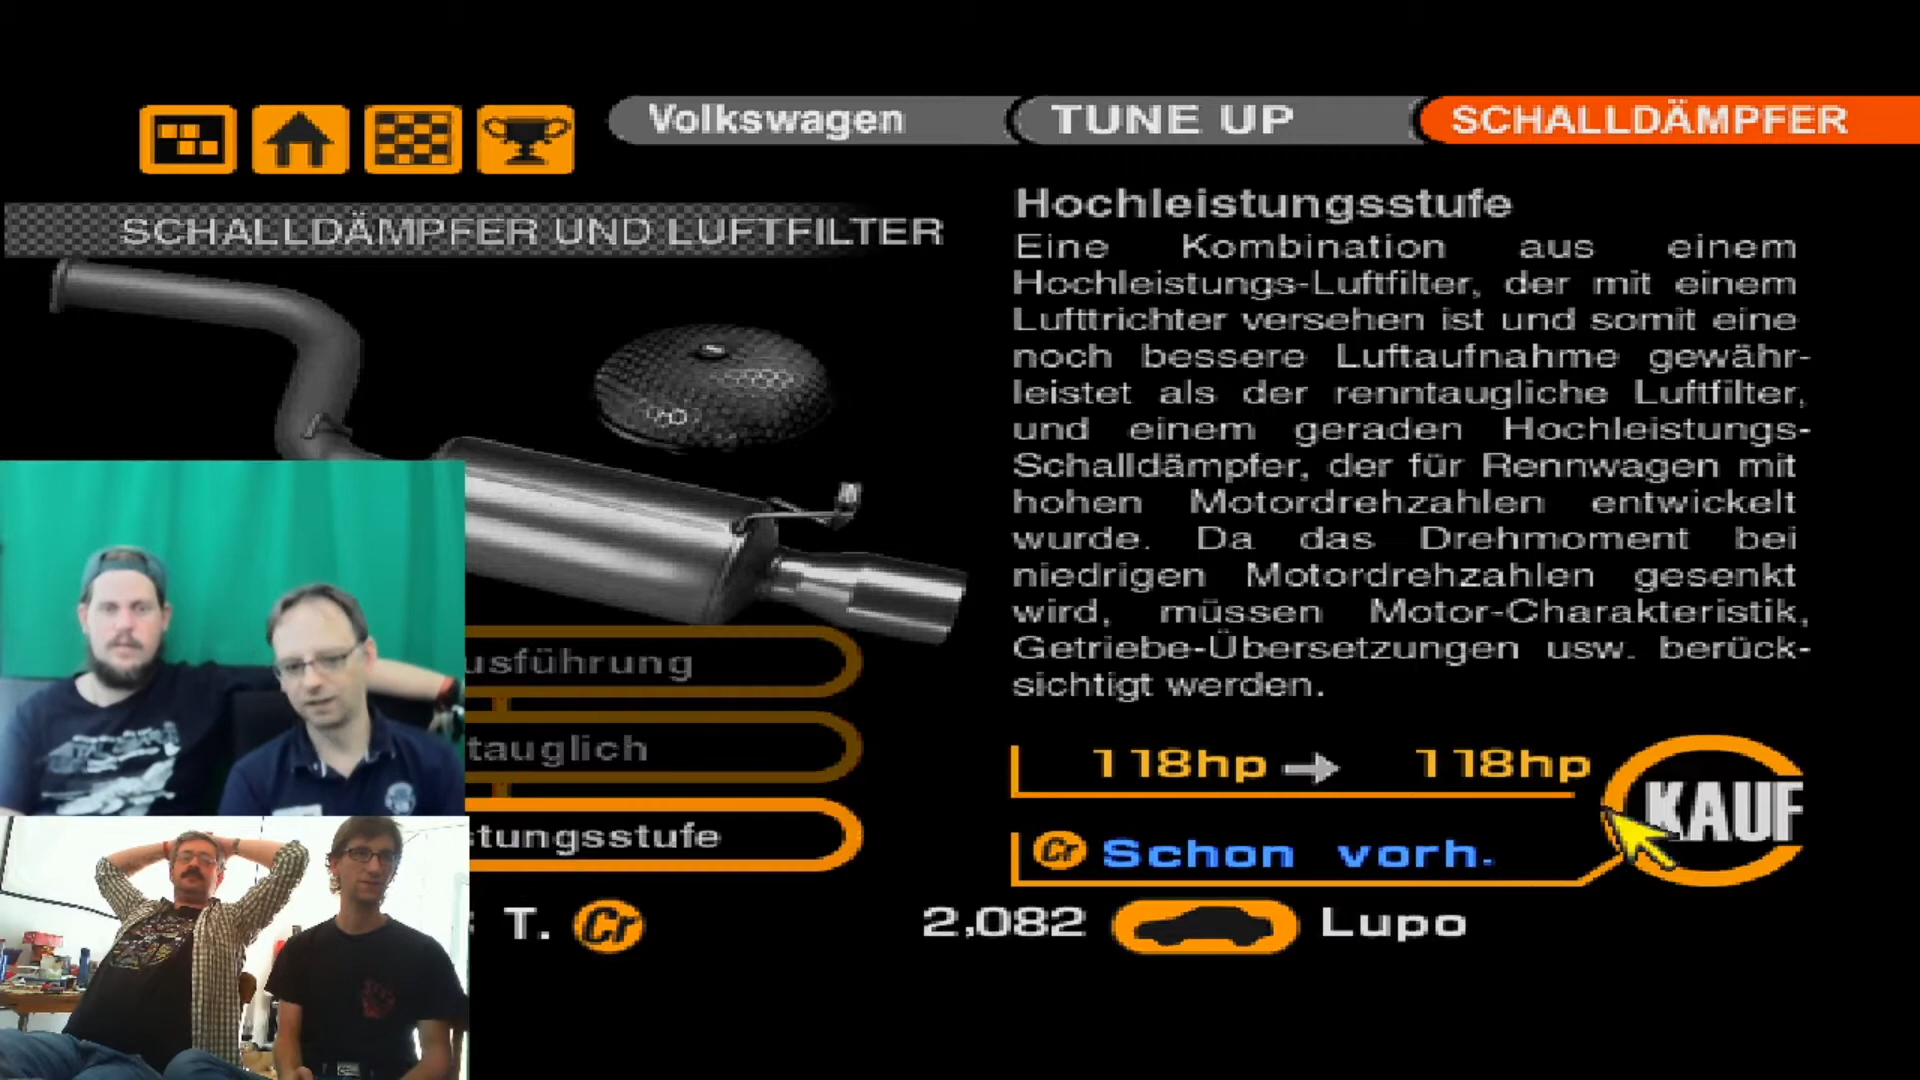 Volkswagen
TUNE UP
SCHALLDÄMPFER
SCHALLDÄMPFER UND LUFTFILTER
Hochleistungsstufe
Eine Kombination aus einem
Hochleistungs-Luftfilter, der mit einem
Lufttrichter versehen ist und somit eine
noch bessere Luftaufnahme gewähr-
leistet als der renntaugliche Luftfilter,
und einem geraden Hochleistungs-
Schalldämpfer, der für Rennwagen mit
hohen Motordrehzahlen entwickelt
wurde. Da das Drehmoment bei
niedrigen Motordrehzahlen gesenkt
wird, müssen Motor-Charakteristik,
Getriebe-Übersetzungen usw. berück-
sichtigt werden.
usführung
tauglich
stungsstufe
118hp → 118hp
KAUF
Cr Schon vorh.
T. Cr 2,082 Lupo